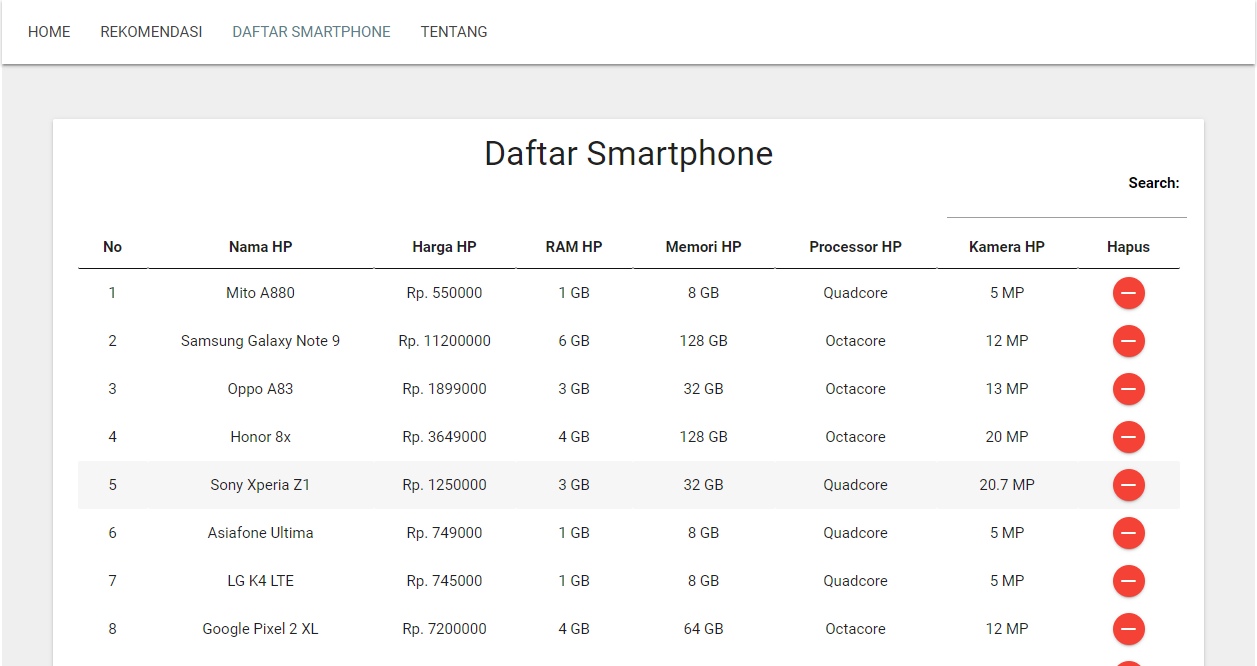 HOME REKOMENDASI DAFTAR SMARTPHONE TENTANG
Daftar Smartphone
Search:
No Nama HP Harga HP RAM HP Memori HP Processor HP Kamera HP Hapus
1 Mito A880 Rp. 550000 1 GB 8 GB Quadcore 5 MP
2 Samsung Galaxy Note 9 Rp. 11200000 6 GB 128 GB Octacore 12 MP
3 Oppo A83 Rp. 1899000 3 GB 32 GB Octacore 13 MP
4 Honor 8x Rp. 3649000 4 GB 128 GB Octacore 20 MP
5 Sony Xperia Z1 Rp. 1250000 3 GB 32 GB Quadcore 20.7 MP
6 Asiafone Ultima Rp. 749000 1 GB 8 GB Quadcore 5 MP
7 LG K4 LTE Rp. 745000 1 GB 8 GB Quadcore 5 MP
8 Google Pixel 2 XL Rp. 7200000 4 GB 64 GB Octacore 12 MP